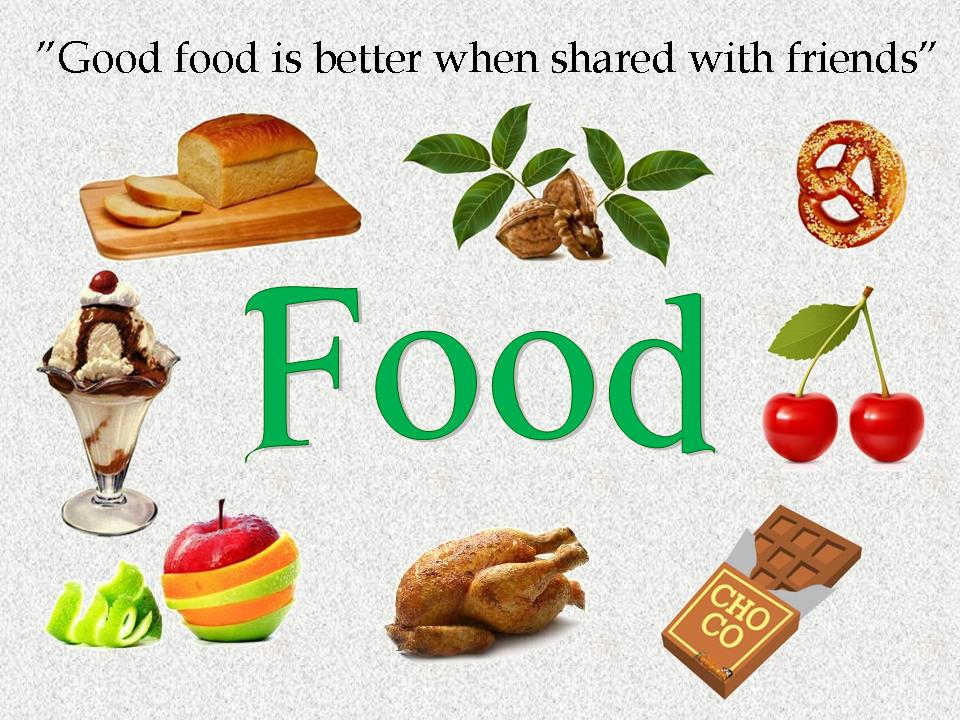 ”Good food is better when shared with friends”
Food
CHO
CO